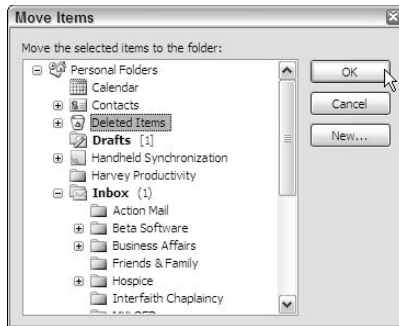 Move Items
Move the selected items to the folder:
Personal Folders
Calendar
Contacts
Deleted Items
Drafts [1]
Handheld Synchronization
Harvey Productivity
Inbox (1)
Action Mail
Beta Software
Business Affairs
Friends & Family
Hospice
Interfaith Chaplaincy
OK
Cancel
New...